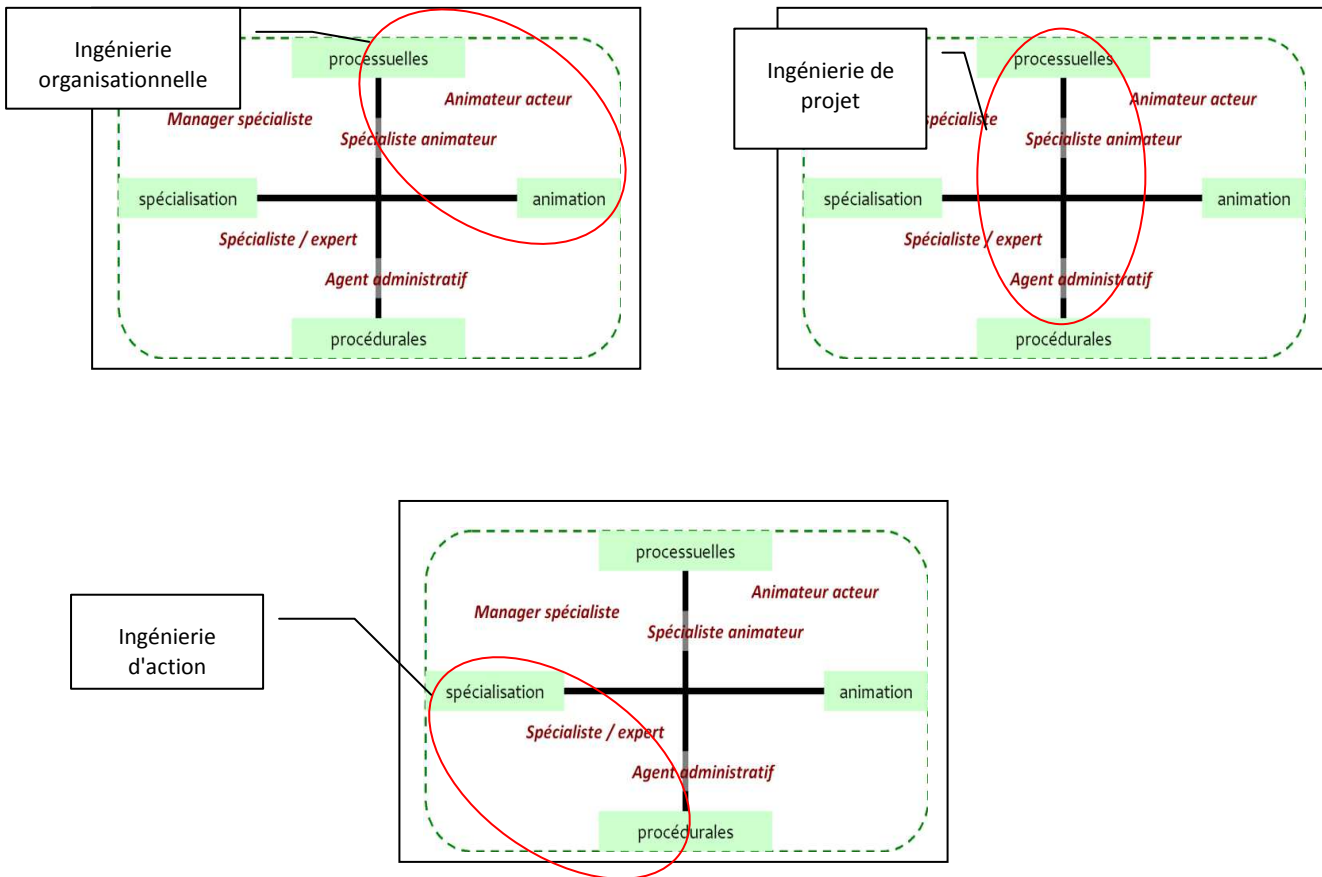 Ingénierie
organisationnelle
processuelles
Animateur acteur
Manager spécialiste
Spécialiste animateur
spécialisation
animation
Spécialiste / expert
Agent administratif
procédurales
Ingénierie de
projet
processuelles
Animateur acteur
spécialiste
Spécialiste animateur
spécialisation
animation
Spécialiste / expert
Agent administratif
procédurales
Ingénierie
d'action
processuelles
Animateur acteur
Manager spécialiste
Spécialiste animateur
spécialisation
animation
Spécialiste / expert
Agent administratif
procédurales